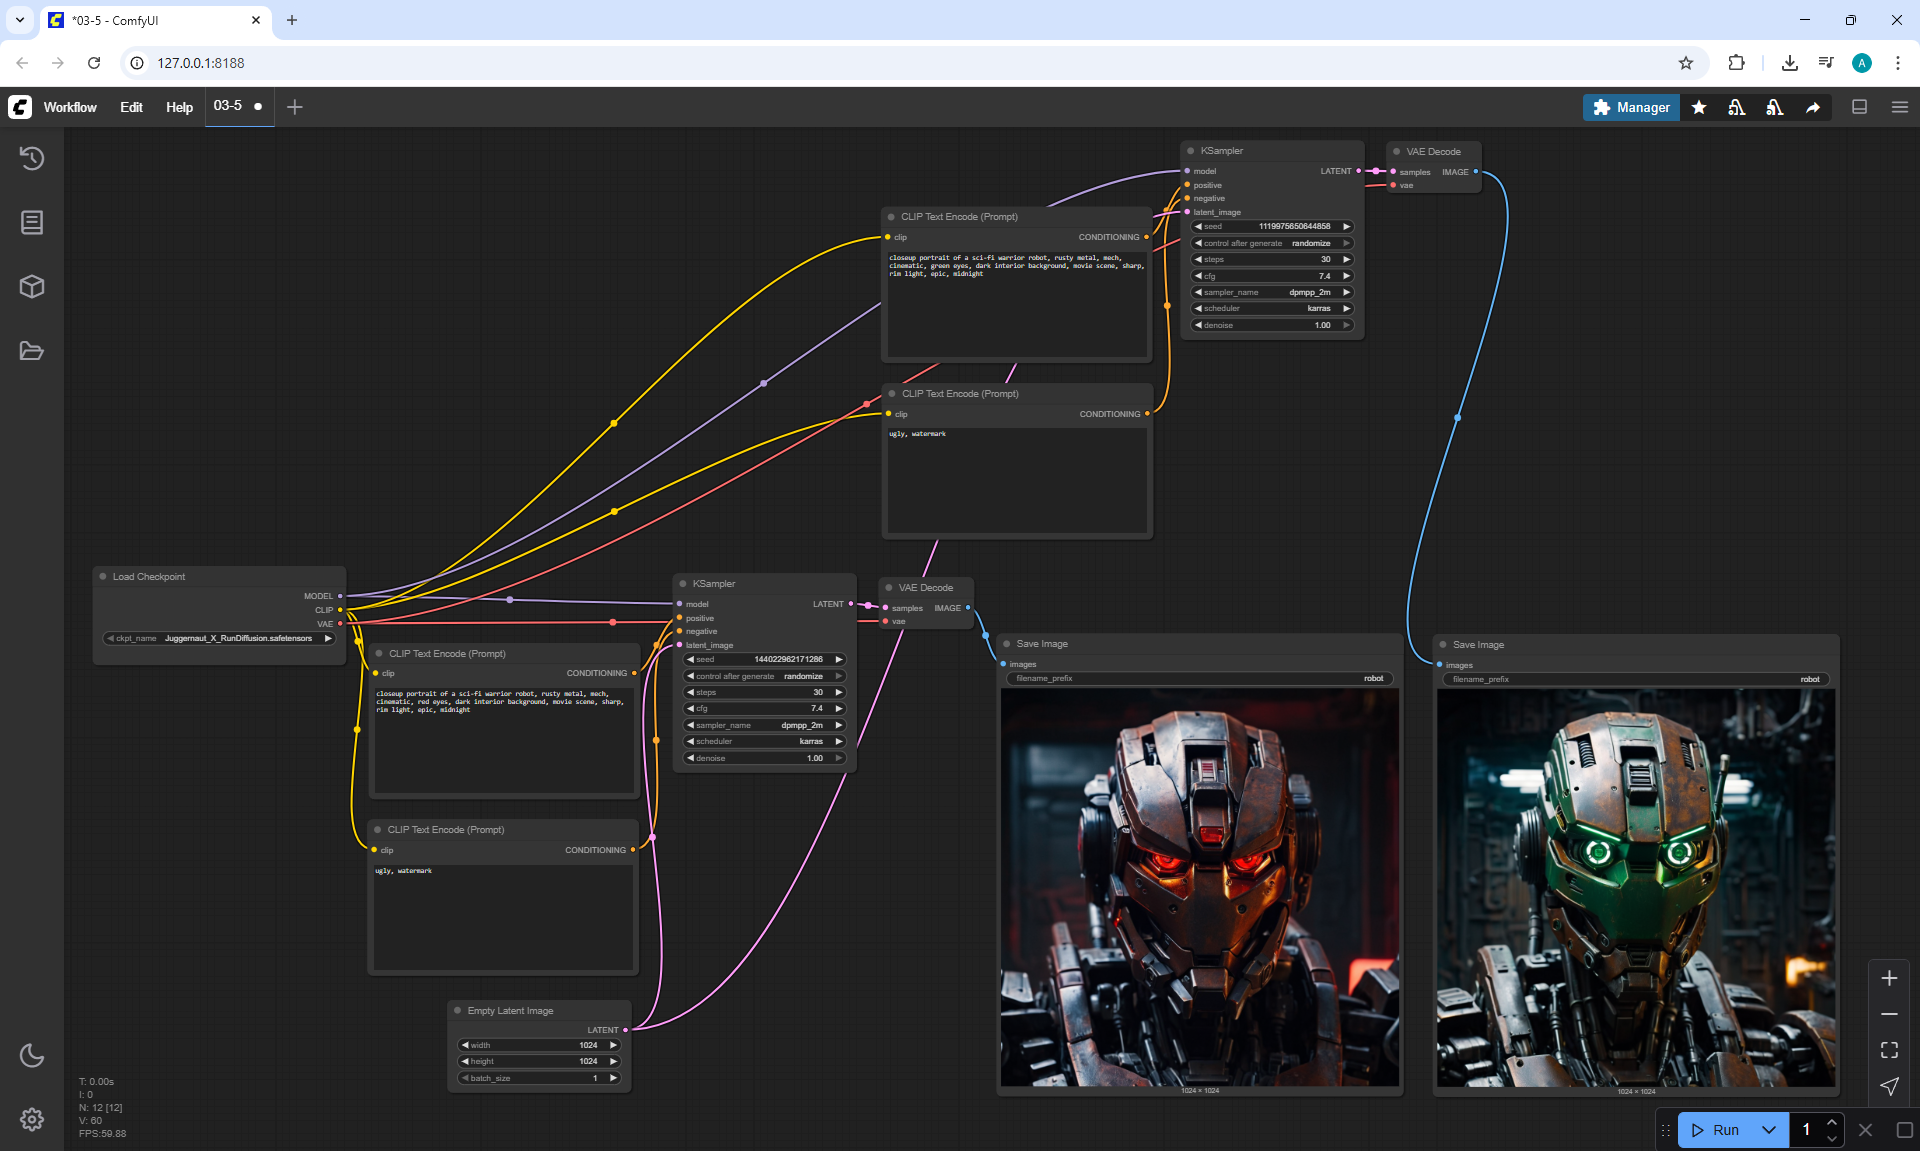 *03-5 - ComfyUI
127.0.0.1:8188
A
Workflow
Edit
Help
03-5
Manager
KSampler
model
LATENT
positive
negative
latent_image
seed 1119975650644858
control after generate randomize
steps 30
cfg 7.4
sampler_name dpmpp_2m
scheduler karras
denoise 1.00
VAE Decode
samples IMAGE
vae
CLIP Text Encode (Prompt)
clip CONDITIONING
closeup portrait of a sci-fi warrior robot, rusty metal, mech,
cinematic, green eyes, dark interior background, movie scene, sharp,
rim light, epic, midnight
CLIP Text Encode (Prompt)
clip CONDITIONING
ugly, watermark
Load Checkpoint
MODEL
CLIP
VAE
ckpt_name Juggernaut_X_RunDiffusion.safetensors
KSampler
model LATENT
positive
negative
latent_image
seed 144022962171286
control after generate randomize
steps 30
cfg 7.4
sampler_name dpmpp_2m
scheduler karras
denoise 1.00
VAE Decode
samples IMAGE
vae
CLIP Text Encode (Prompt)
clip CONDITIONING
closeup portrait of a sci-fi warrior robot, rusty metal, mech,
cinematic, red eyes, dark interior background, movie scene, sharp,
rim light, epic, midnight
CLIP Text Encode (Prompt)
clip CONDITIONING
ugly, watermark
Save Image
images
filename_prefix robot
1024 × 1024
Save Image
images
filename_prefix robot
1024 × 1024
Empty Latent Image
LATENT
width 1024
height 1024
batch_size 1
T: 0.00s
I: 0
N: 12 [12]
V: 60
FPS:59.88
Run
1